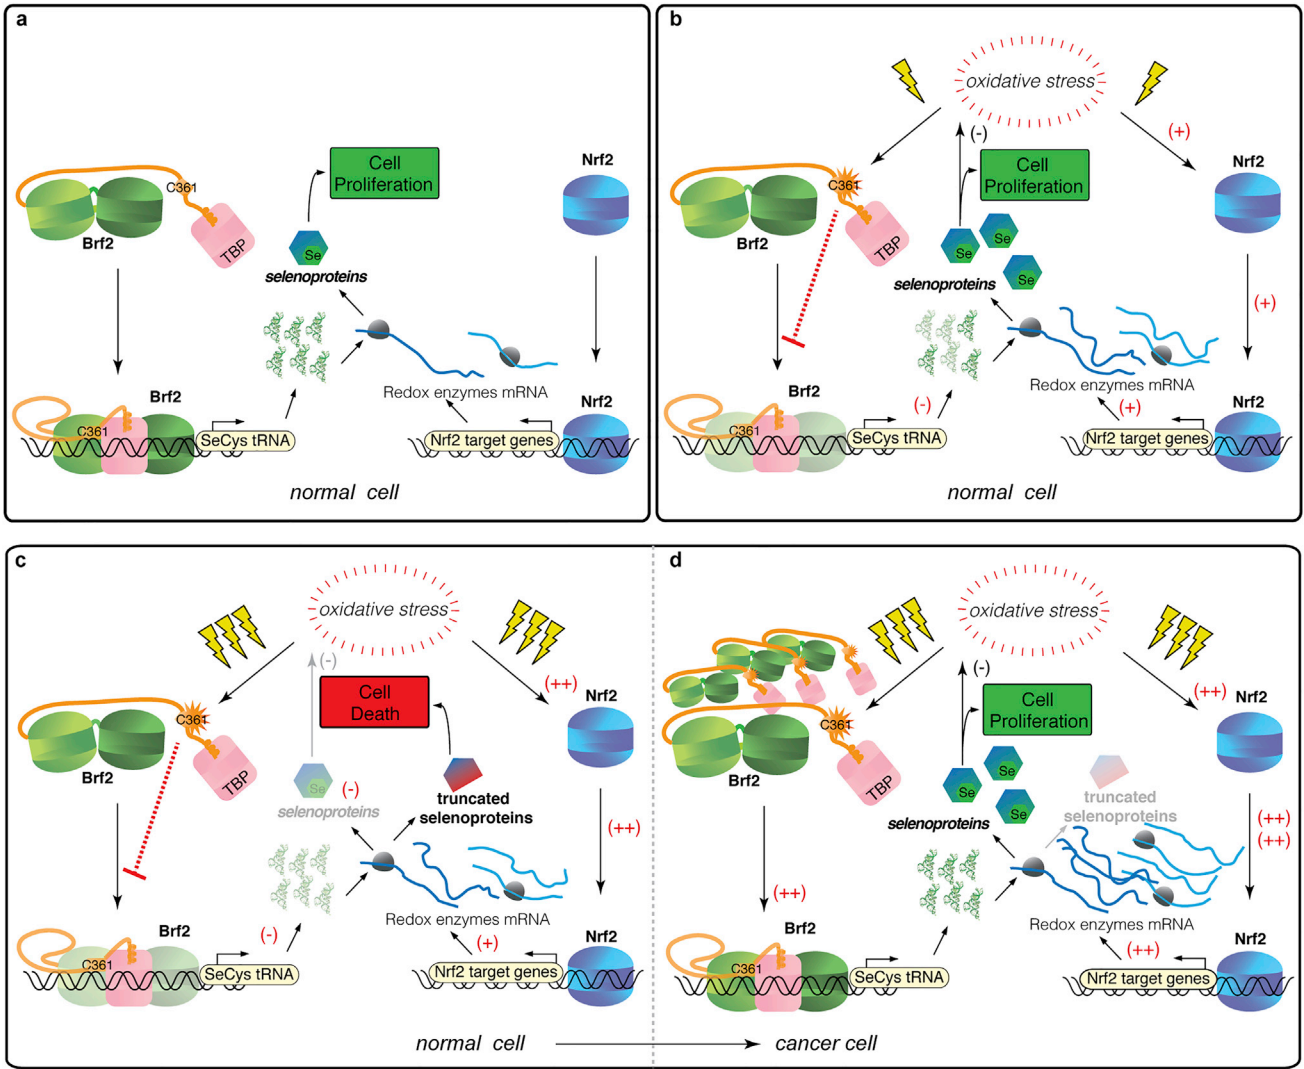 a
Cell
Proliferation
Nrf2
C361
Brf2
TBP
Se
selenoproteins
Redox enzymes mRNA
Brf2
Nrf2
C361
SeCys tRNA
Nrf2 target genes
normal cell
b
oxidative stress
(-)
(+)
Cell
Proliferation
Nrf2
C361
Brf2
TBP
Se
Se
Se
selenoproteins
(+)
Redox enzymes mRNA
Brf2
(-)
(+)
Nrf2
C361
SeCys tRNA
Nrf2 target genes
normal cell
c
oxidative stress
(-)
(++)
Cell
Death
Nrf2
C361
Brf2
TBP
Se
(-)
selenoproteins
truncated
selenoproteins
(++)
Redox enzymes mRNA
Brf2
(-)
(+)
Nrf2
C361
SeCys tRNA
Nrf2 target genes
normal cell
d
oxidative stress
(-)
(++)
Cell
Proliferation
Nrf2
C361
Brf2
TBP
Se
Se
Se
selenoproteins
truncated
selenoproteins
(++)
(++)
(++)
Redox enzymes mRNA
Brf2
(++)
Nrf2
C361
SeCys tRNA
Nrf2 target genes
cancer cell